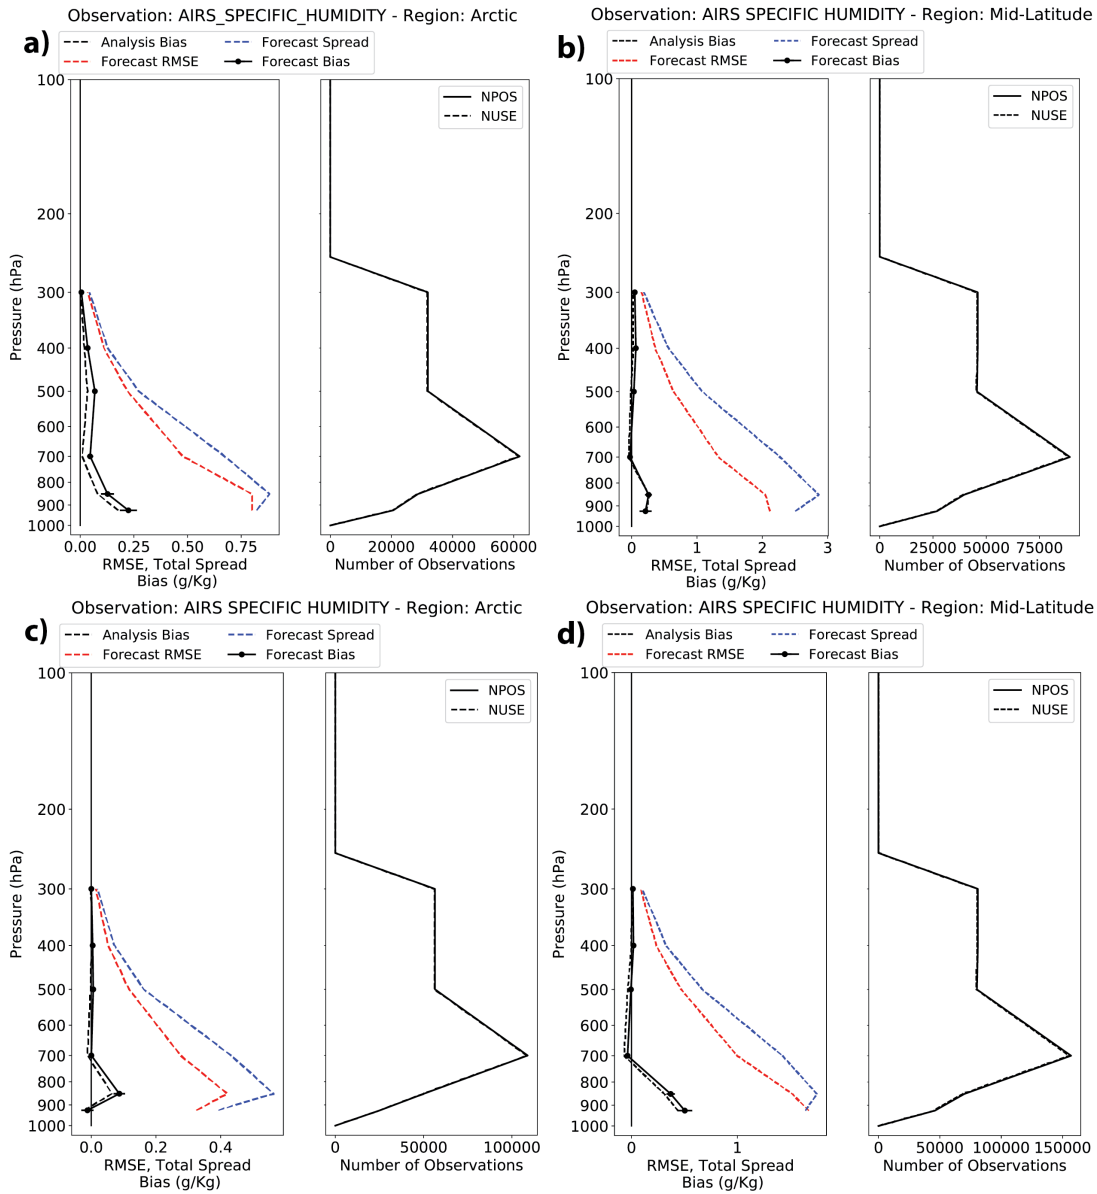 Observation: AIRS_SPECIFIC_HUMIDITY - Region: Arctic
a)
Analysis Bias
Forecast Spread
Forecast RMSE
Forecast Bias
NPOS
NUSE
100
200
300
400
500
600
700
800
900
1000
Pressure (hPa)
0.00 0.25 0.50 0.75
RMSE, Total Spread
Bias (g/Kg)
0 20000 40000 60000
Number of Observations
Observation: AIRS SPECIFIC HUMIDITY - Region: Mid-Latitude
b)
Analysis Bias
Forecast Spread
Forecast RMSE
Forecast Bias
NPOS
NUSE
100
200
300
400
500
600
700
800
900
1000
Pressure (hPa)
0 1 2 3
RMSE, Total Spread
Bias (g/Kg)
0 25000 50000 75000
Number of Observations
Observation: AIRS SPECIFIC HUMIDITY - Region: Arctic
c)
Analysis Bias
Forecast Spread
Forecast RMSE
Forecast Bias
NPOS
NUSE
100
200
300
400
500
600
700
800
900
1000
Pressure (hPa)
0.0 0.2 0.4
RMSE, Total Spread
Bias (g/Kg)
0 50000 100000
Number of Observations
Observation: AIRS SPECIFIC HUMIDITY - Region: Mid-Latitude
d)
Analysis Bias
Forecast Spread
Forecast RMSE
Forecast Bias
NPOS
NUSE
100
200
300
400
500
600
700
800
900
1000
Pressure (hPa)
0 1
RMSE, Total Spread
Bias (g/Kg)
0 50000 100000 150000
Number of Observations